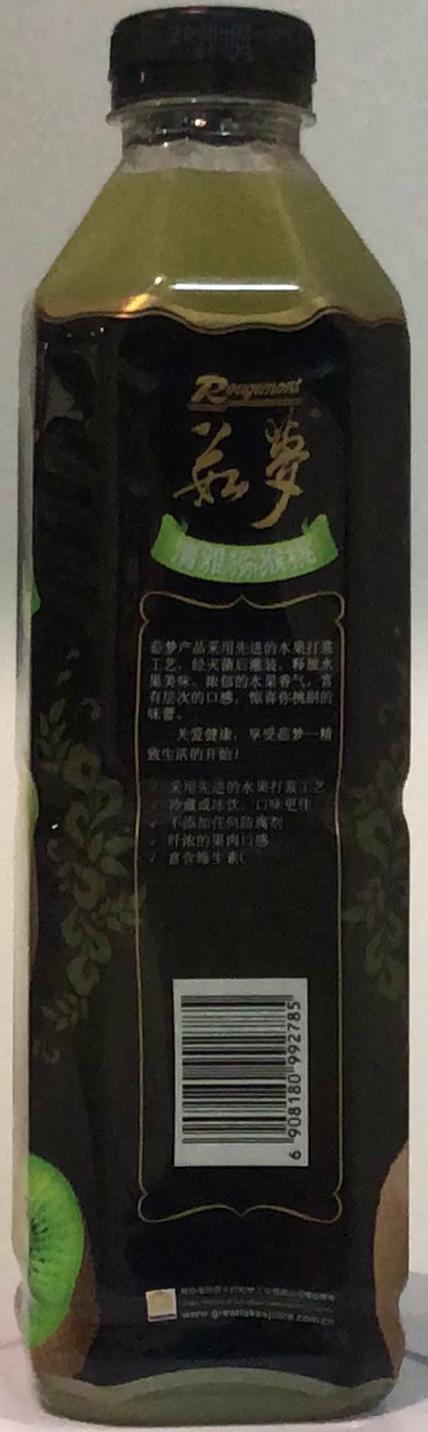 Rougemont
茹梦
清雅猕猴桃
茹梦产品采用先进的水果打浆
工艺，经灭菌后灌装，释放水
果美味。浓郁的水果香气，富
有层次的口感，惊喜你挑剔的
味蕾。
关爱健康，享受茹梦—精
致生活的开始！
✓ 采用先进的水果打浆工艺
✓ 冷藏或冰饮，口味更佳
✓ 不添加任何防腐剂
✓ 纤浓的果肉口感
✓ 富含维生素C
6 908180 992785
www.greatlakesjuice.com.cn